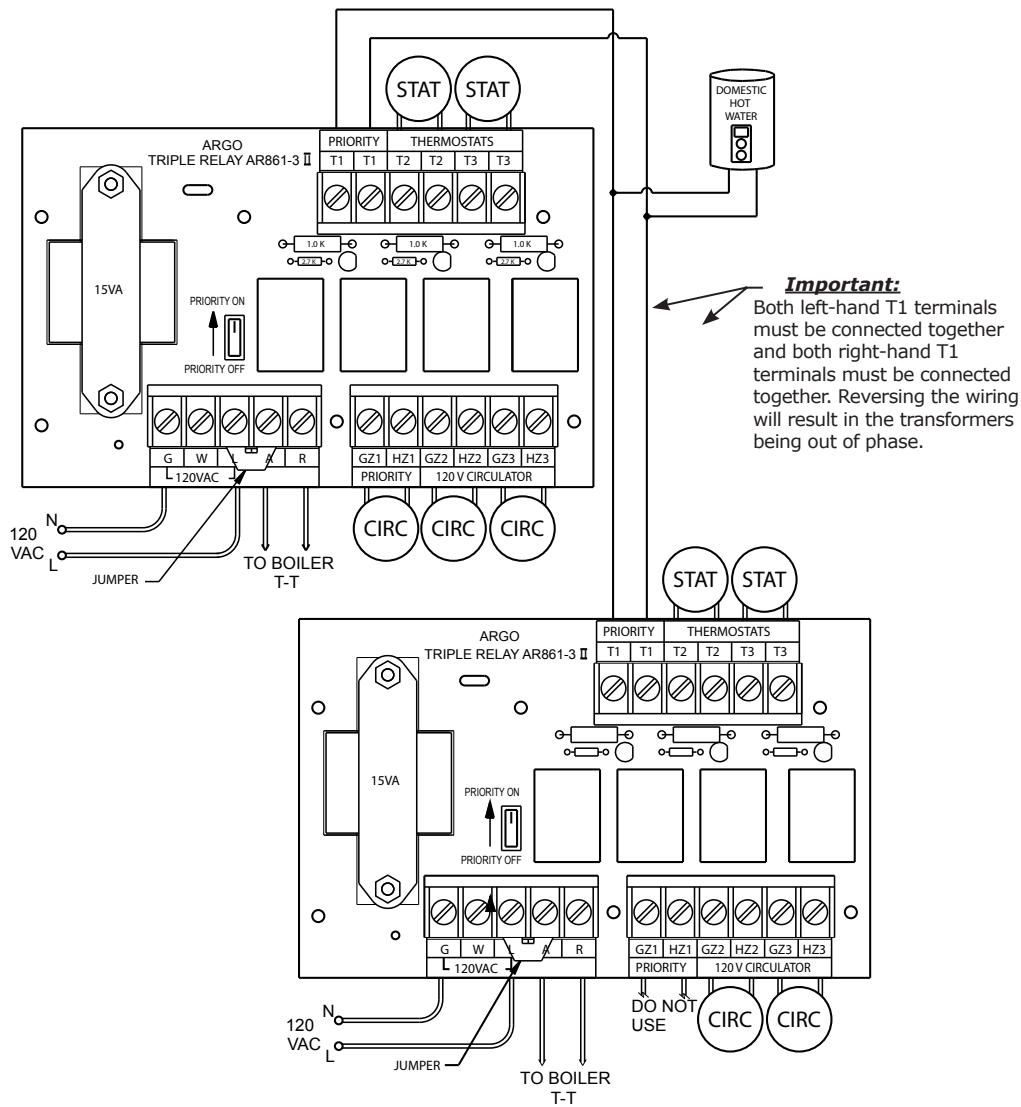 STAT STAT
DOMESTIC
HOT
WATER
ARGO
TRIPLE RELAY AR861-3 II
PRIORITY THERMOSTATS
T1 T1 T2 T2 T3 T3
1.0 K 1.0 K 1.0 K
2.7 K 2.7 K 2.7 K
15VA
PRIORITY ON
PRIORITY OFF
Important:
Both left-hand T1 terminals
must be connected together
and both right-hand T1
terminals must be connected
together. Reversing the wiring
will result in the transformers
being out of phase.
G W L A R
120VAC
GZ1 HZ1 GZ2 HZ2 GZ3 HZ3
PRIORITY 120 V CIRCULATOR
CIRC CIRC CIRC
120
VAC
N
L
JUMPER
TO BOILER
T-T
STAT STAT
ARGO
TRIPLE RELAY AR861-3 II
PRIORITY THERMOSTATS
T1 T1 T2 T2 T3 T3
15VA
PRIORITY ON
PRIORITY OFF
G W L A R
120VAC
GZ1 HZ1 GZ2 HZ2 GZ3 HZ3
PRIORITY 120 V CIRCULATOR
DO NOT
USE
CIRC CIRC
120
VAC
N
L
JUMPER
TO BOILER
T-T